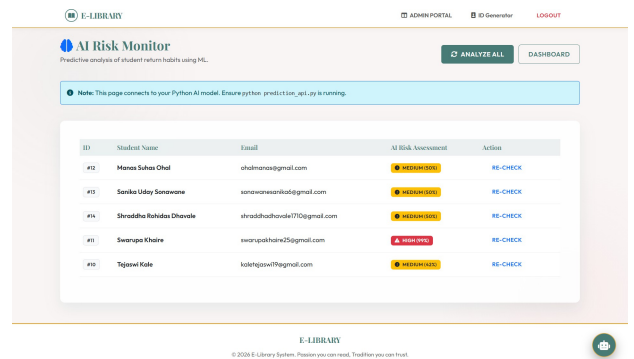 E-LIBRARY
ADMIN PORTAL
ID Generator
LOGOUT
AI Risk Monitor
Predictive analysis of student return habits using ML.
ANALYZE ALL
DASHBOARD
Note: This page connects to your Python AI model. Ensure python prediction_api.py is running.
ID Student Name Email AI Risk Assessment Action
#12 Manas Suhas Ohal ohalmanas@gmail.com MEDIUM (50%) RE-CHECK
#13 Sanika Uday Sonawane sonawanesanika6@gmail.com MEDIUM (50%) RE-CHECK
#14 Shraddha Rohidas Dhavale shraddhadhavale1710@gmail.com MEDIUM (50%) RE-CHECK
#11 Swarupa Khaire swarupakhaire25@gmail.com HIGH (99%) RE-CHECK
#10 Tejaswi Kale kaletejaswi19@gmail.com MEDIUM (42%) RE-CHECK
E-LIBRARY
© 2026 E-Library System. Passion you can read, Tradition you can trust.